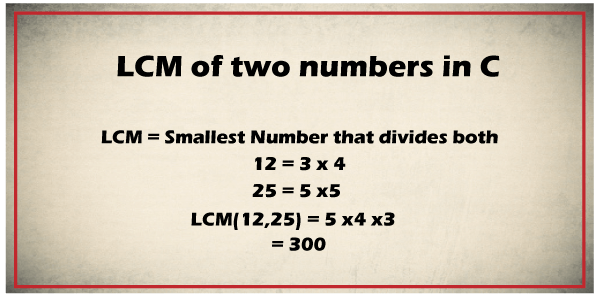 LCM of two numbers in C
LCM = Smallest Number that divides both
12 = 3 x 4
25 = 5 x5
LCM(12,25) = 5 x4 x3
= 300